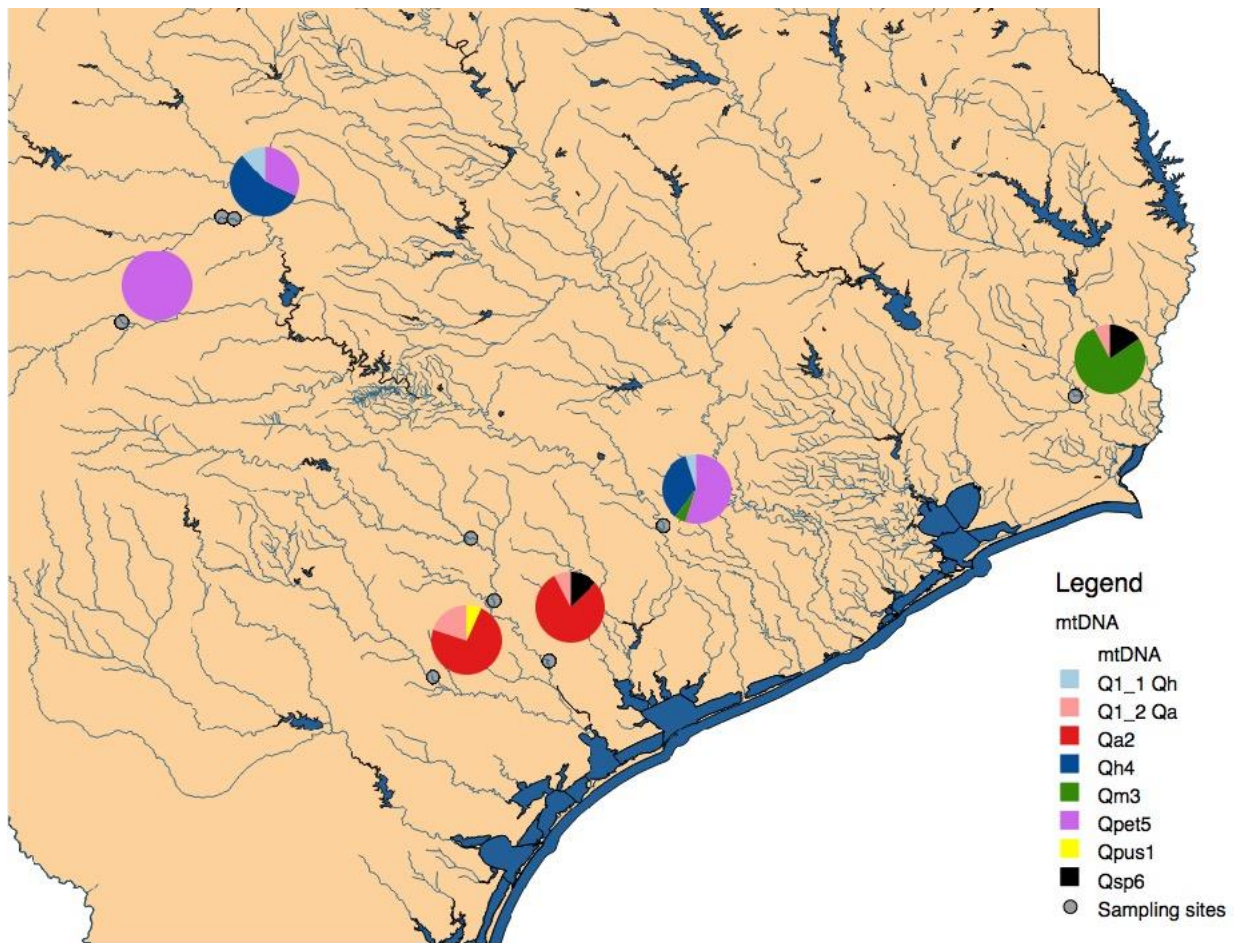 Legend
mtDNA
mtDNA
Q1_1 Qh
Q1_2 Qa
Qa2
Qh4
Qm3
Qpet5
Qpus1
Qsp6
Sampling sites